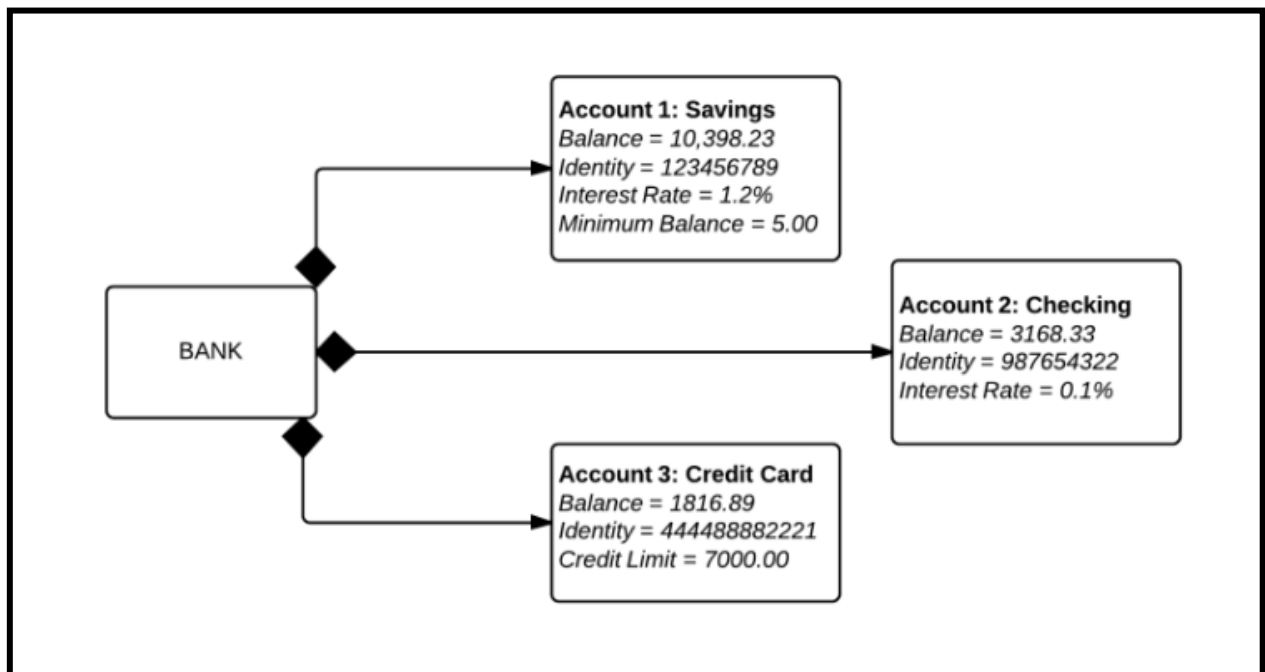 Account 1: Savings
Balance = 10,398.23
Identity = 123456789
Interest Rate = 1.2%
Minimum Balance = 5.00
BANK
Account 2: Checking
Balance = 3168.33
Identity = 987654322
Interest Rate = 0.1%
Account 3: Credit Card
Balance = 1816.89
Identity = 444488882221
Credit Limit = 7000.00